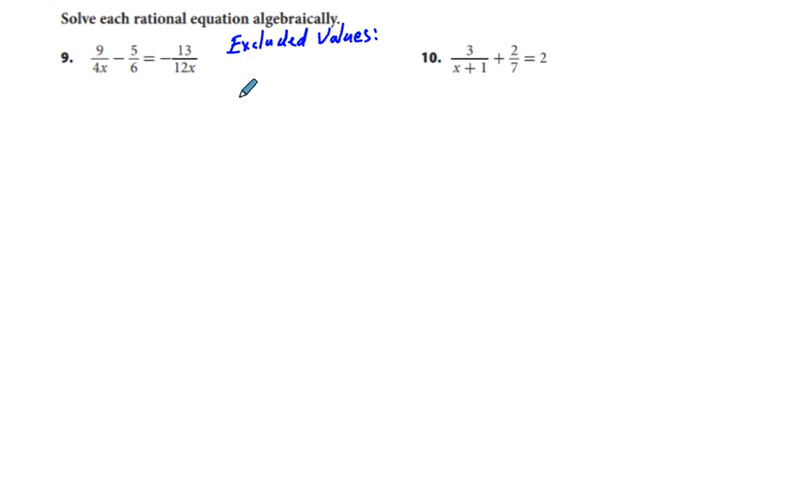 Solve each rational equation algebraically.
Excluded Values:
9. 9/4x − 5/6 = −13/12x
10. 3/x + 1 + 2/7 = 2